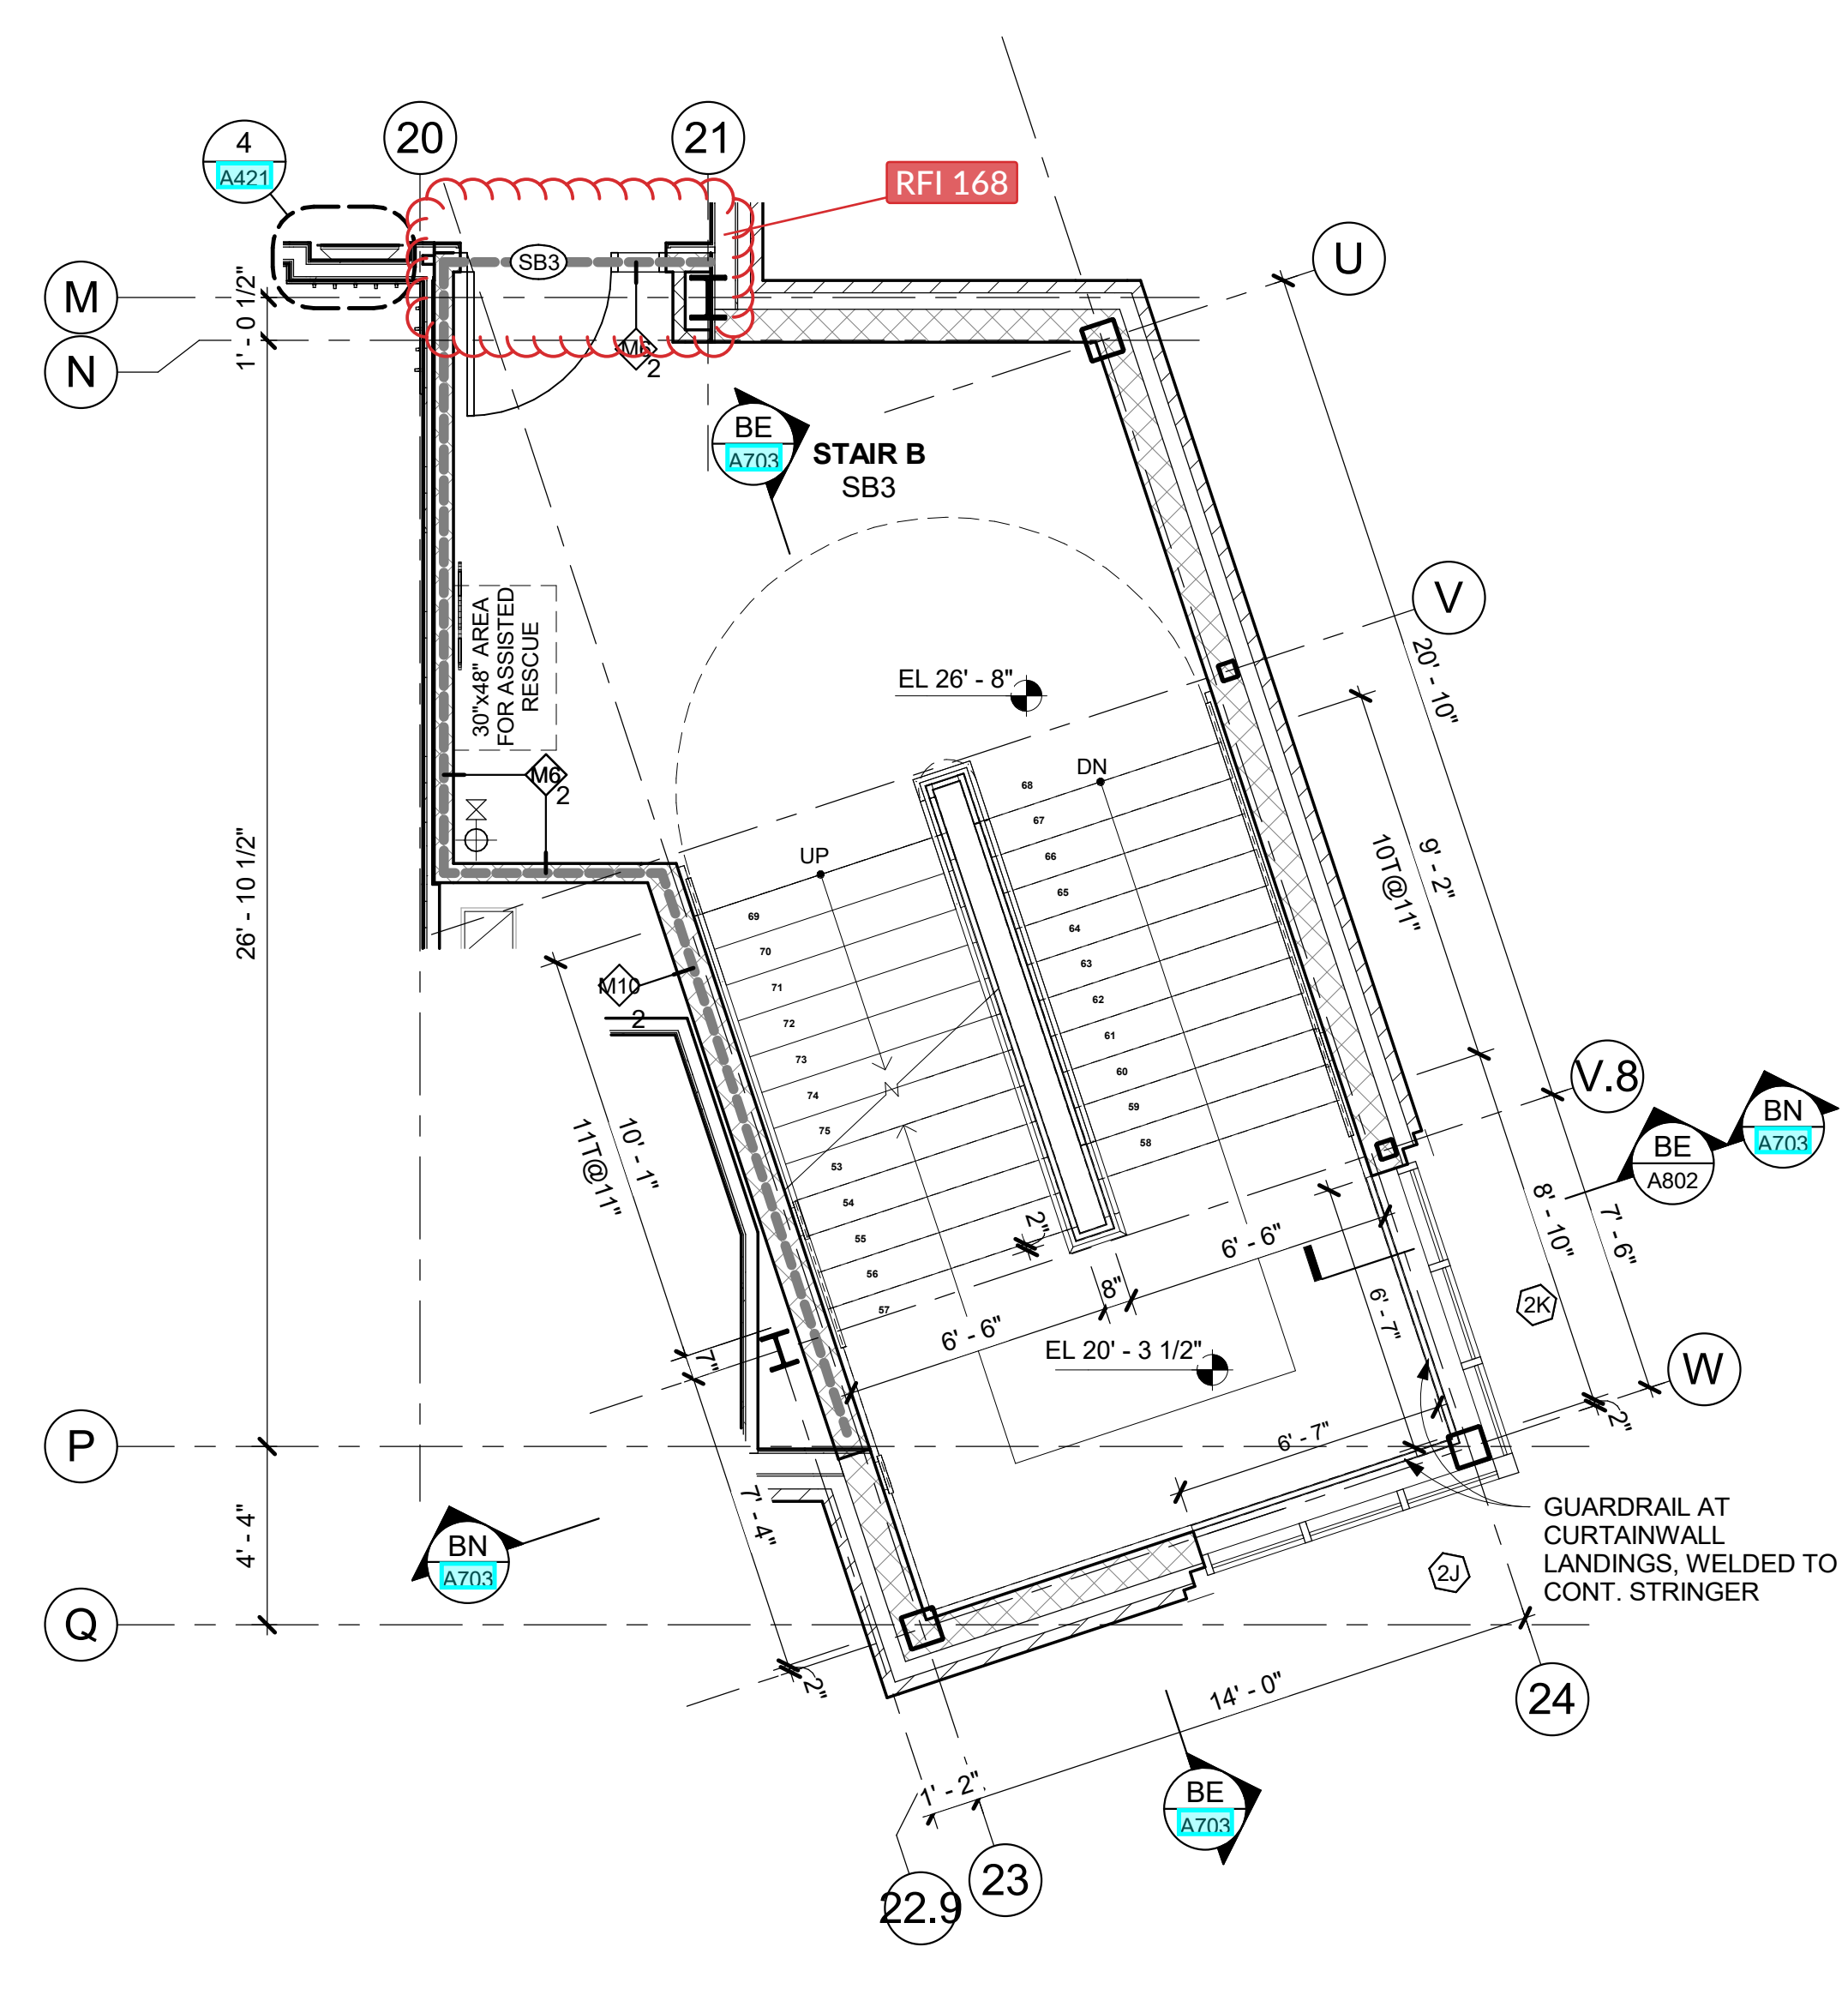 20
21
4
A421
RFI 168
SB3
U
M
N
1' - 0 1/2"
M6
2
BE
A703
STAIR B
SB3
V
20' - 10"
30"x48" AREA
FOR ASSISTED
RESCUE
EL 26' - 8"
M6
2
DN
UP
68
67
66
65
64
63
62
61
60
59
58
69
70
71
72
73
74
75
53
54
55
56
57
26' - 10 1/2"
9' - 2"
10T@11"
M10
2
10' - 1"
11T@11"
V.8
BN
A703
BE
A802
8' - 10"
7' - 6"
2"
6' - 6"
8"
6' - 6"
6' - 7"
2K
EL 20' - 3 1/2"
7"
W
2"
P
6' - 7"
7' - 4"
4' - 4"
BN
A703
GUARDRAIL AT
CURTAINWALL
LANDINGS, WELDED TO
CONT. STRINGER
2J
Q
2"
14' - 0"
24
1' - 2"
BE
A703
23
22.9